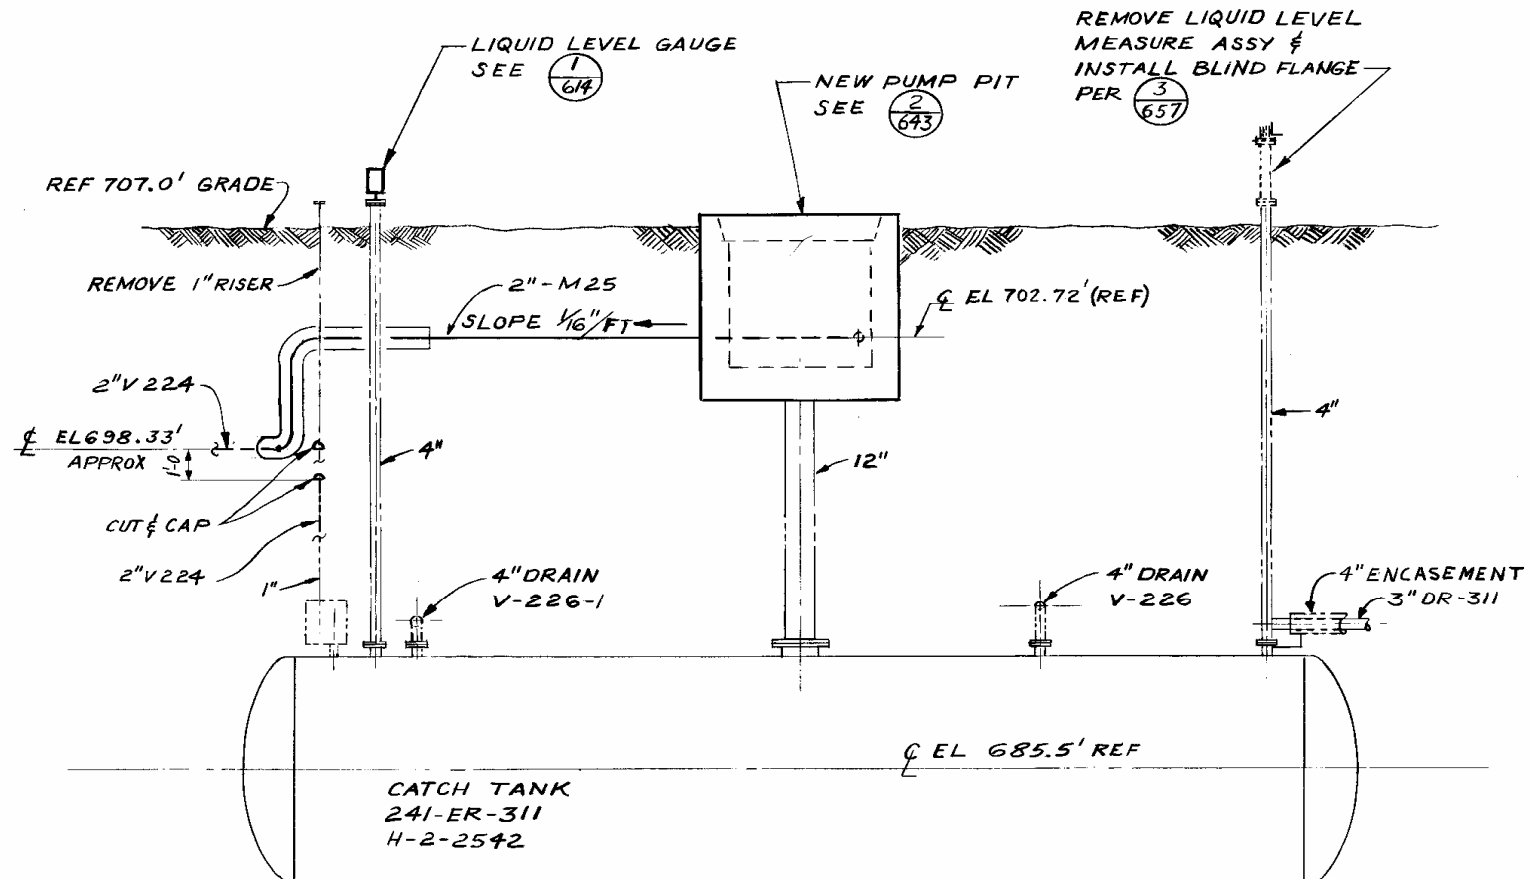 REMOVE LIQUID LEVEL
MEASURE ASSY &
INSTALL BLIND FLANGE
PER 3
657
LIQUID LEVEL GAUGE
SEE 1
614
NEW PUMP PIT
SEE 2
643
REF 707.0' GRADE
REMOVE 1" RISER
2"-M25
SLOPE 1/16"/FT
℄ EL 702.72' (REF)
2"V 224
℄ EL 698.33'
APPROX
1'-0
4"
4"
12"
CUT & CAP
2"V 224
1"
4" DRAIN
V-226-1
4" DRAIN
V-226
4" ENCASEMENT
3" DR-311
℄ EL 685.5' REF
CATCH TANK
241-ER-311
H-2-2542